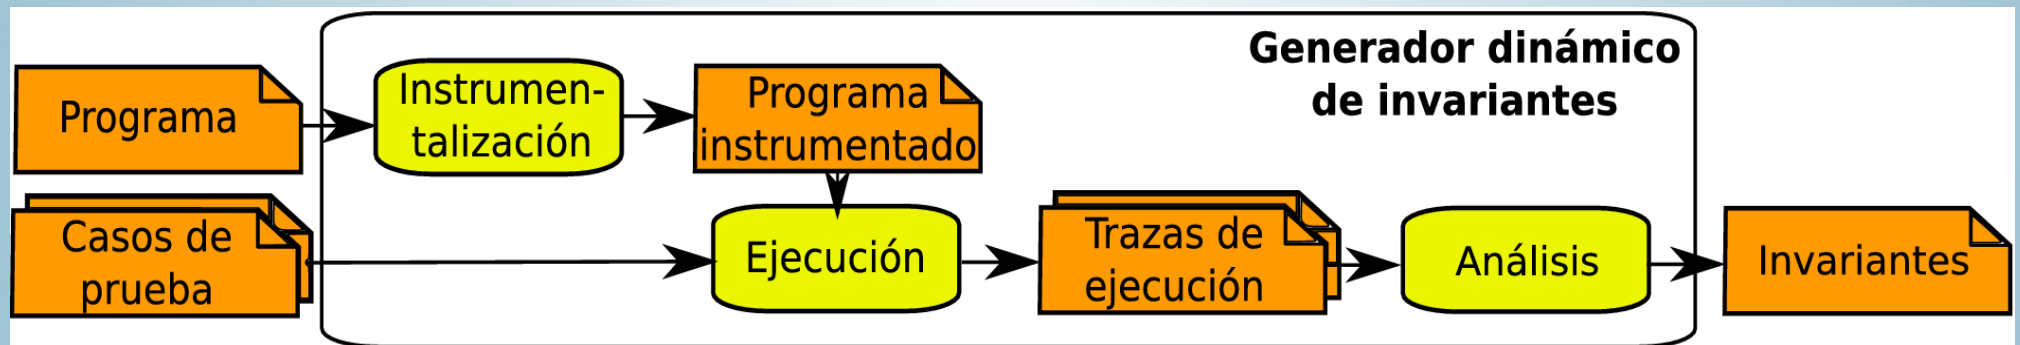 Generador dinámico
de invariantes
Programa
Instrumen-
talización
Programa
instrumentado
Casos de
prueba
Ejecución
Trazas de
ejecución
Análisis
Invariantes